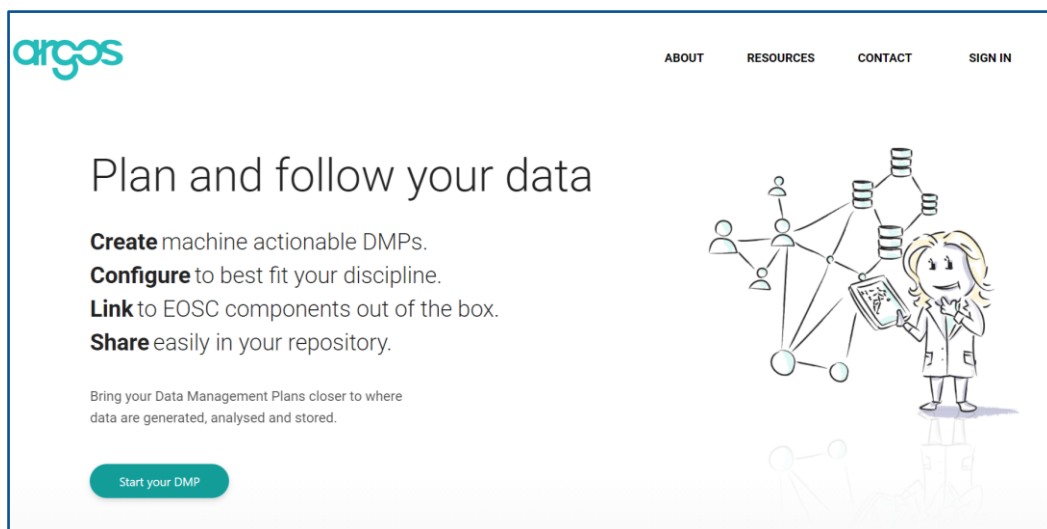 argos
ABOUT RESOURCES CONTACT SIGN IN
Plan and follow your data
Create machine actionable DMPs.
Configure to best fit your discipline.
Link to EOSC components out of the box.
Share easily in your repository.
Bring your Data Management Plans closer to where
data are generated, analysed and stored.
Start your DMP